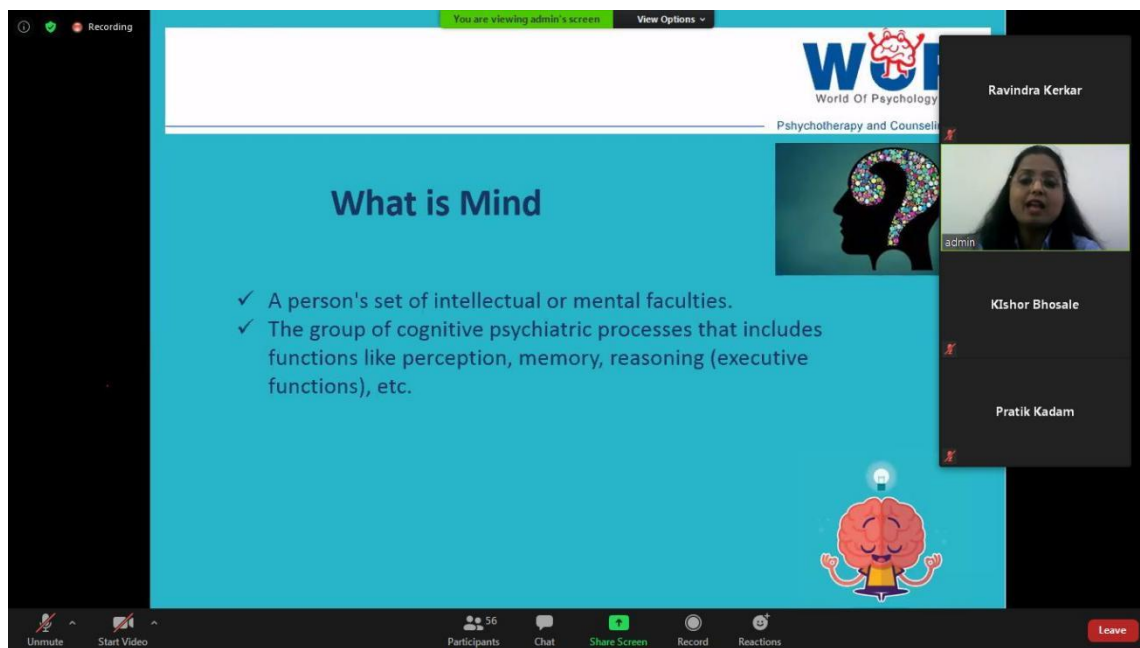 Recording
You are viewing admin's screen
View Options
World Of Psychology
Pshychotherapy and
What is Mind
✓ A person's set of intellectual or mental faculties.
✓ The group of cognitive psychiatric processes that includes
functions like perception, memory, reasoning (executive
functions), etc.
Ravindra Kerkar
admin
KIshor Bhosale
Pratik Kadam
Unmute
Start Video
56
Participants
Chat
Share Screen
Record
Reactions
Leave